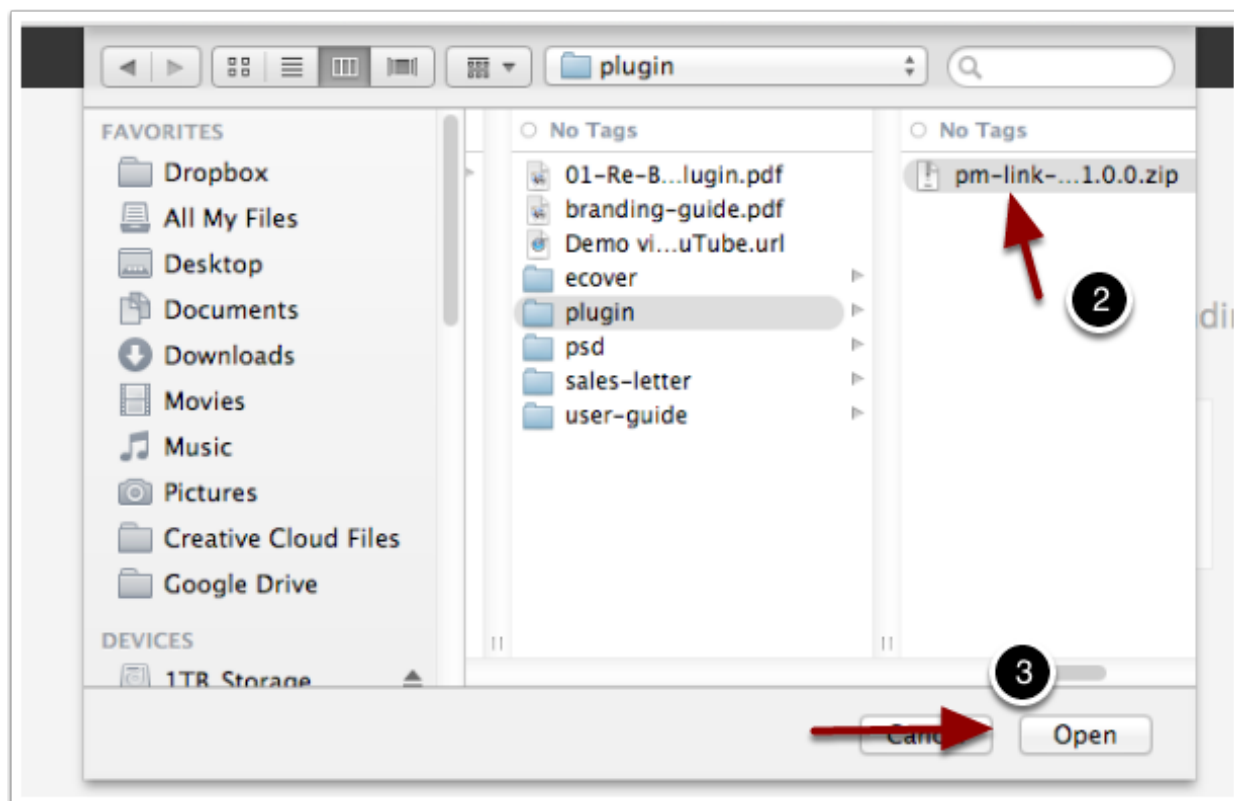 plugin
FAVORITES
Dropbox
All My Files
Desktop
Documents
Downloads
Movies
Music
Pictures
Creative Cloud Files
Google Drive
DEVICES
1TB Storage
No Tags
01-Re-B...lugin.pdf
branding-guide.pdf
Demo vi...uTube.url
ecover
plugin
psd
sales-letter
user-guide
No Tags
pm-link-...1.0.0.zip
2
3
Open